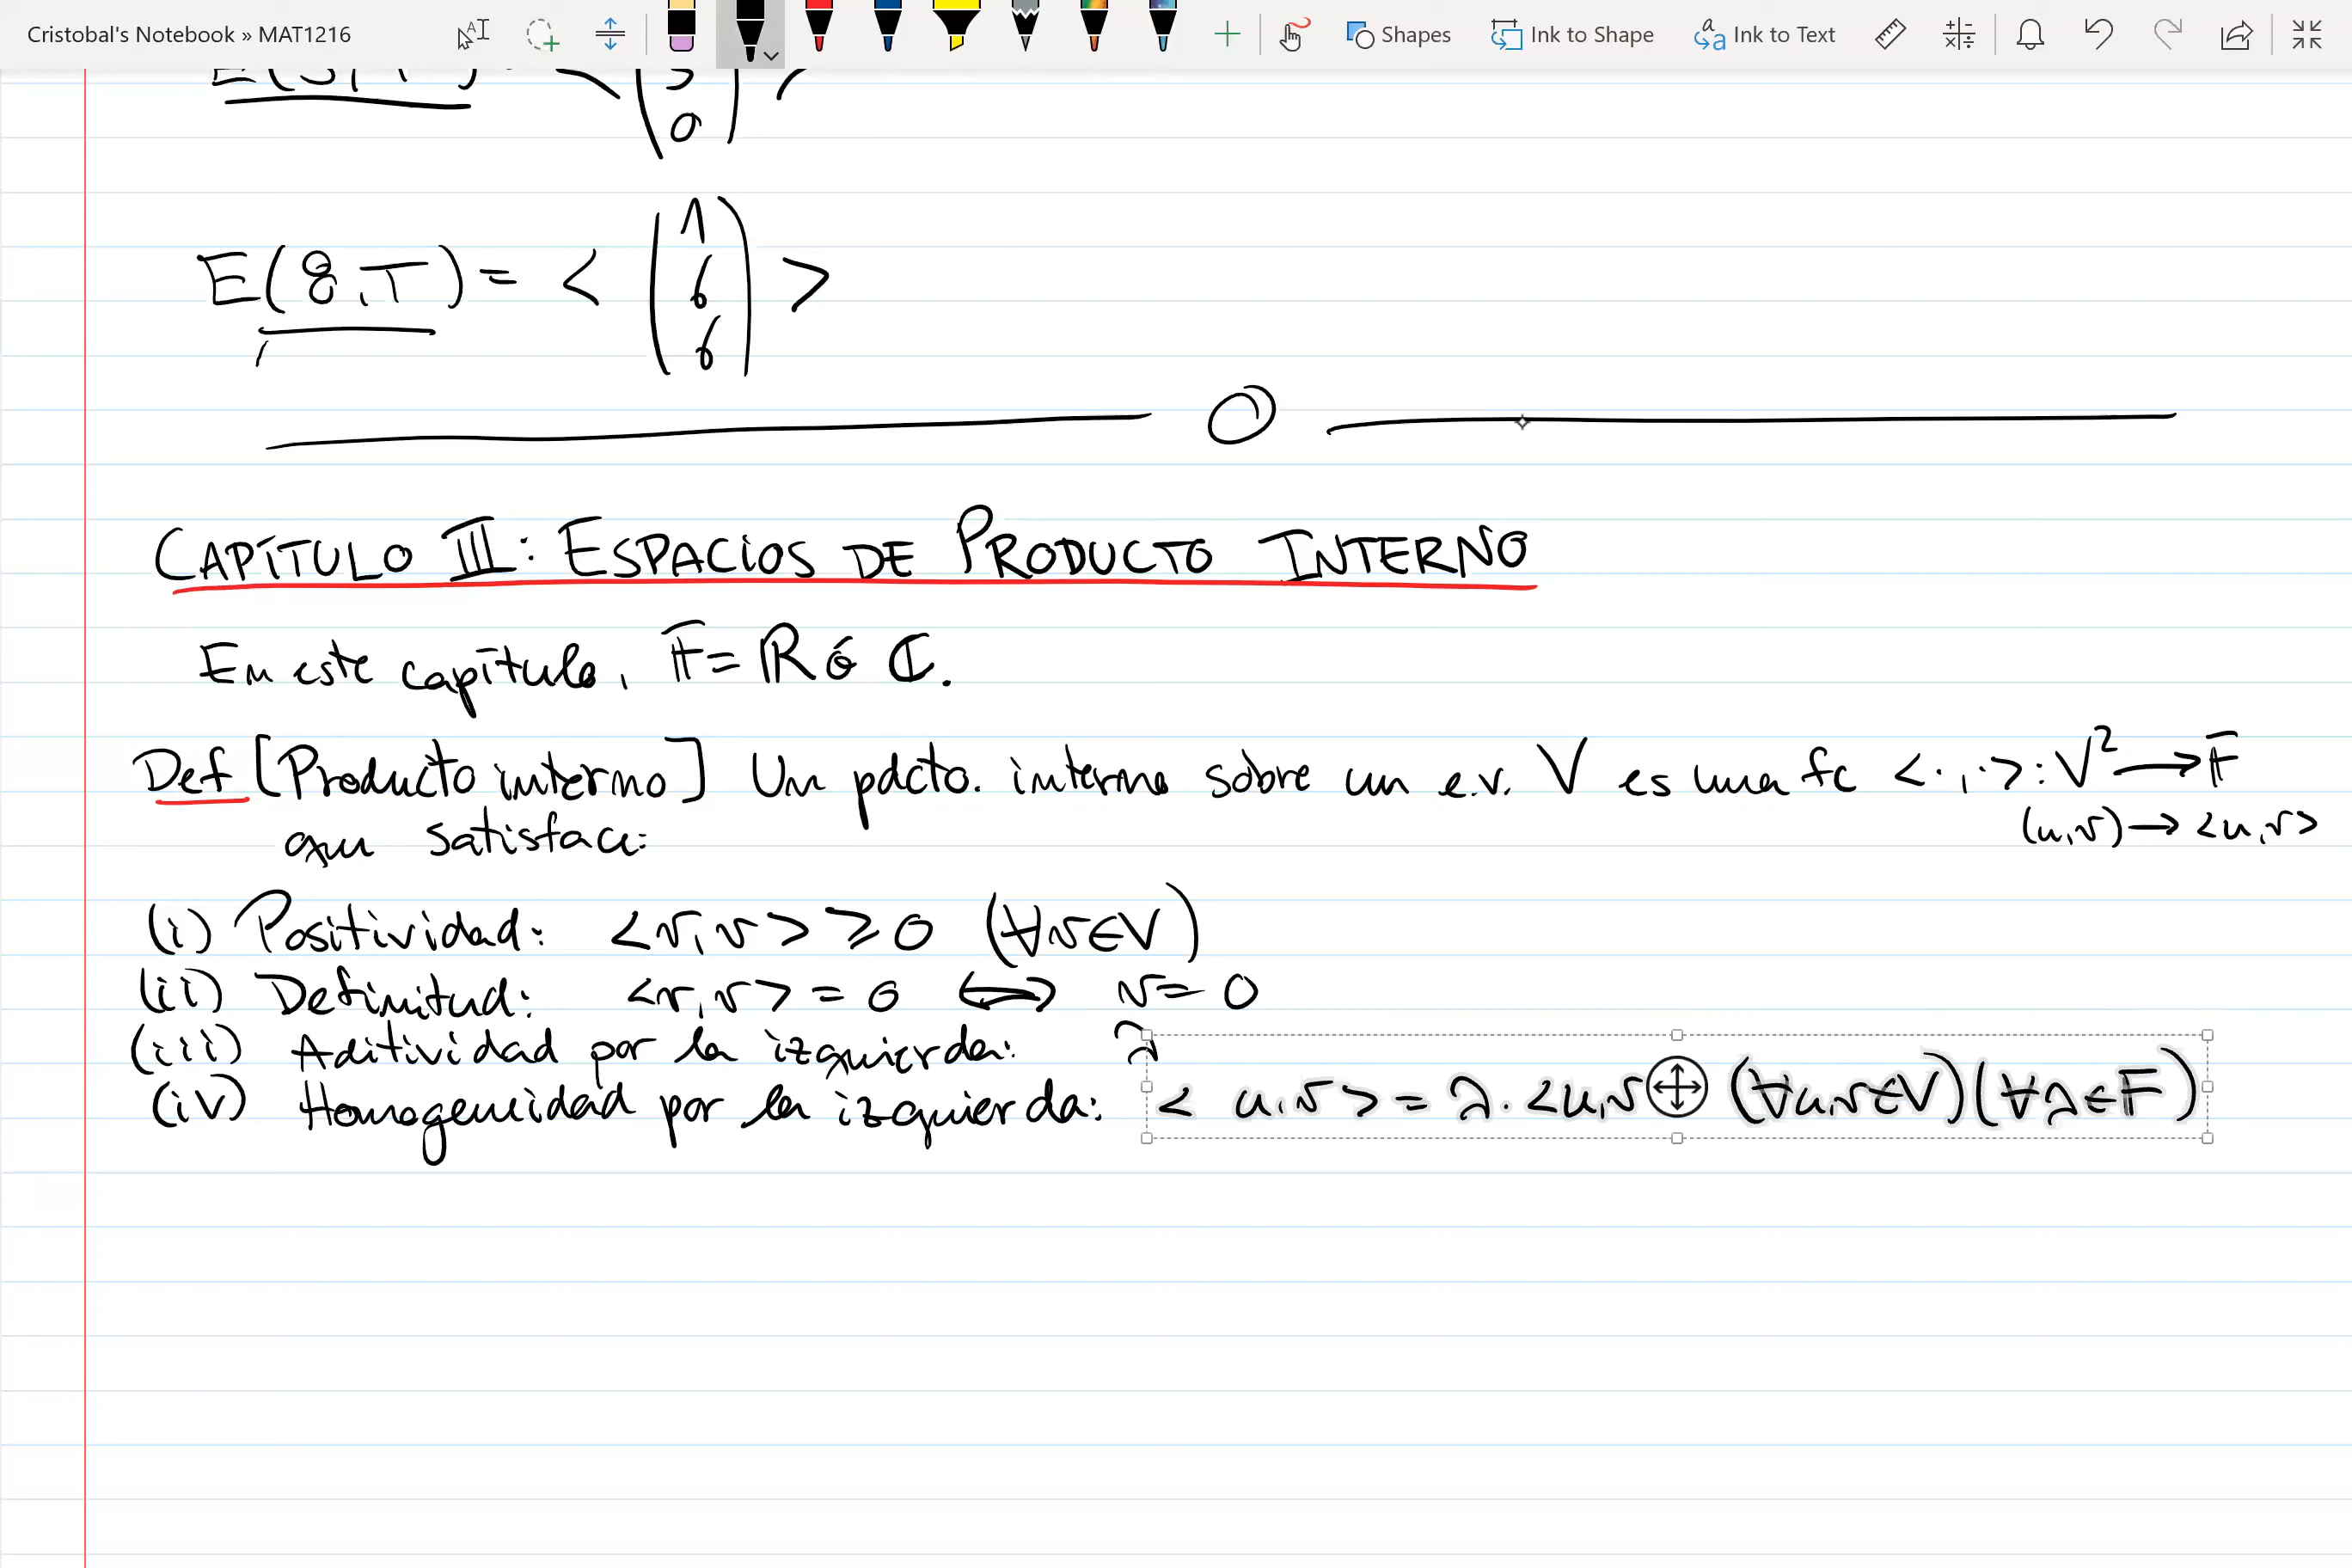 Cristobal's Notebook » MAT1216 Shapes Ink to Shape Ink to Text
0
E(8,T) = < (1 6 6) >
CAPÍTULO III: ESPACIOS DE PRODUCTO INTERNO
En este capítulo, F = R ó C.
Def [Producto interno] Un pdcto. interno sobre un e.v. V es una fc <·,·>: V² → F
(u,v) → <u,v>
que satisface:
(i) Positividad: <v,v> ≥ 0 (∀v∈V)
(ii) Definitud: <v,v> = 0 ⟺ v = 0
(iii) Aditividad por la izquierda: λ
(iv) Homogeneidad por la izquierda: < u,v > = λ·<u,v (∀u,v∈V)(∀λ∈F)